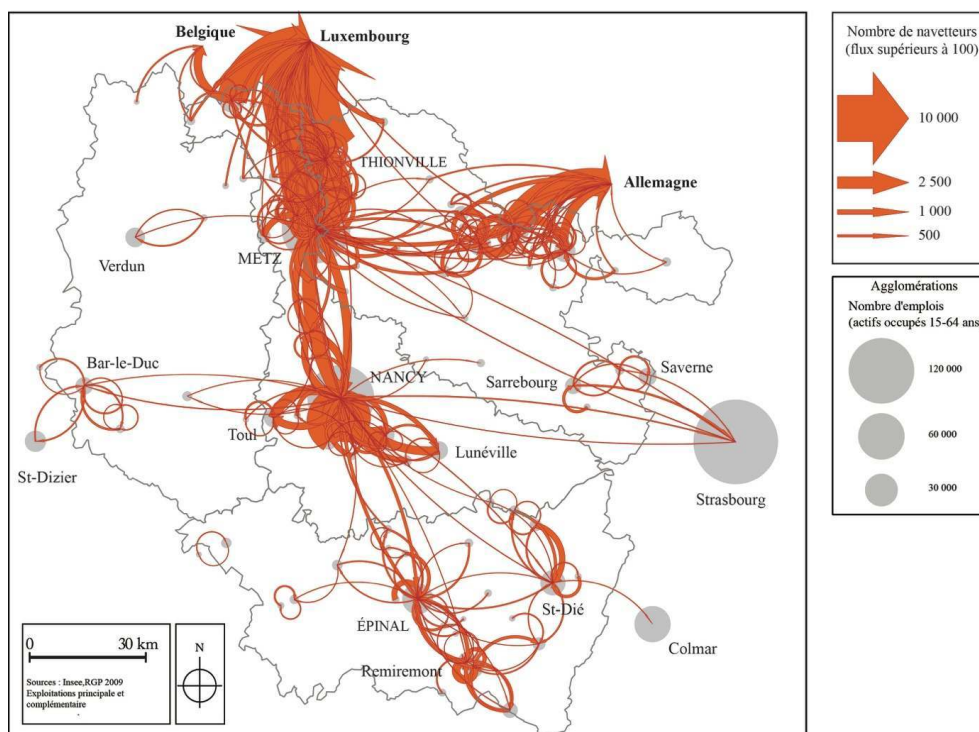 Belgique
Luxembourg
THIONVILLE
Allemagne
Verdun
METZ
Bar-le-Duc
NANCY
Sarrebourg
Saverne
Toul
Lunéville
St-Dizier
Strasbourg
St-Dié
ÉPINAL
Colmar
Remiremont
0 30 km
N
Sources : Insee,RGP 2009
Exploitations principale et
complémentaire
.
Nombre de navetteurs
(flux supérieurs à 100)
10 000
2 500
1 000
500
Agglomérations
Nombre d'emplois
(actifs occupés 15-64 ans
120 000
60 000
30 000